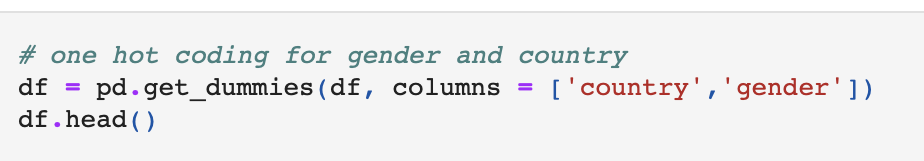 # one hot coding for gender and country
df = pd.get_dummies(df, columns = ['country','gender'])
df.head()